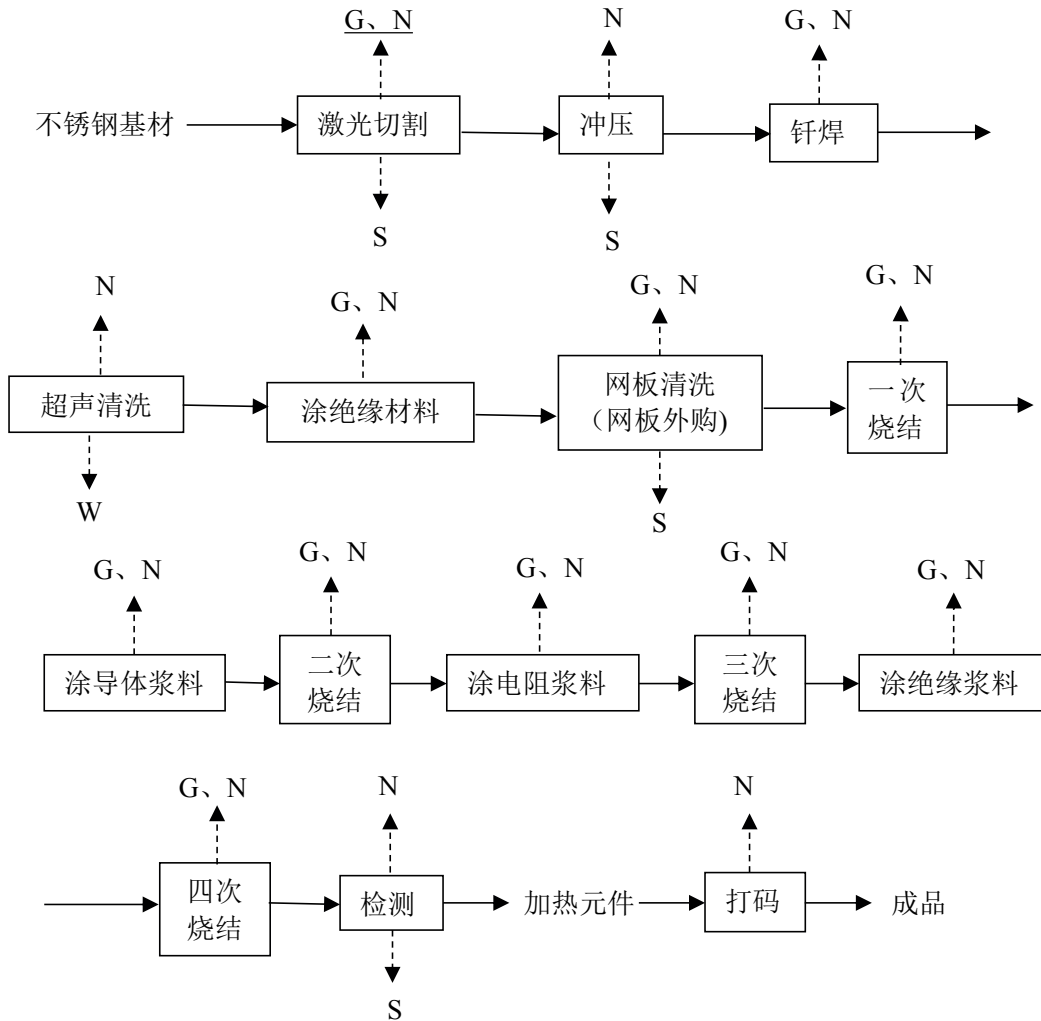 G、N
N
G、N
不锈钢基材
激光切割
冲压
钎焊
S
S
N
G、N
G、N
G、N
超声清洗
涂绝缘材料
网板清洗
（网板外购)
一次
烧结
W
S
G、N
G、N
G、N
G、N
G、N
涂导体浆料
二次
烧结
涂电阻浆料
三次
烧结
涂绝缘浆料
G、N
N
N
四次
烧结
检测
加热元件
打码
成品
S